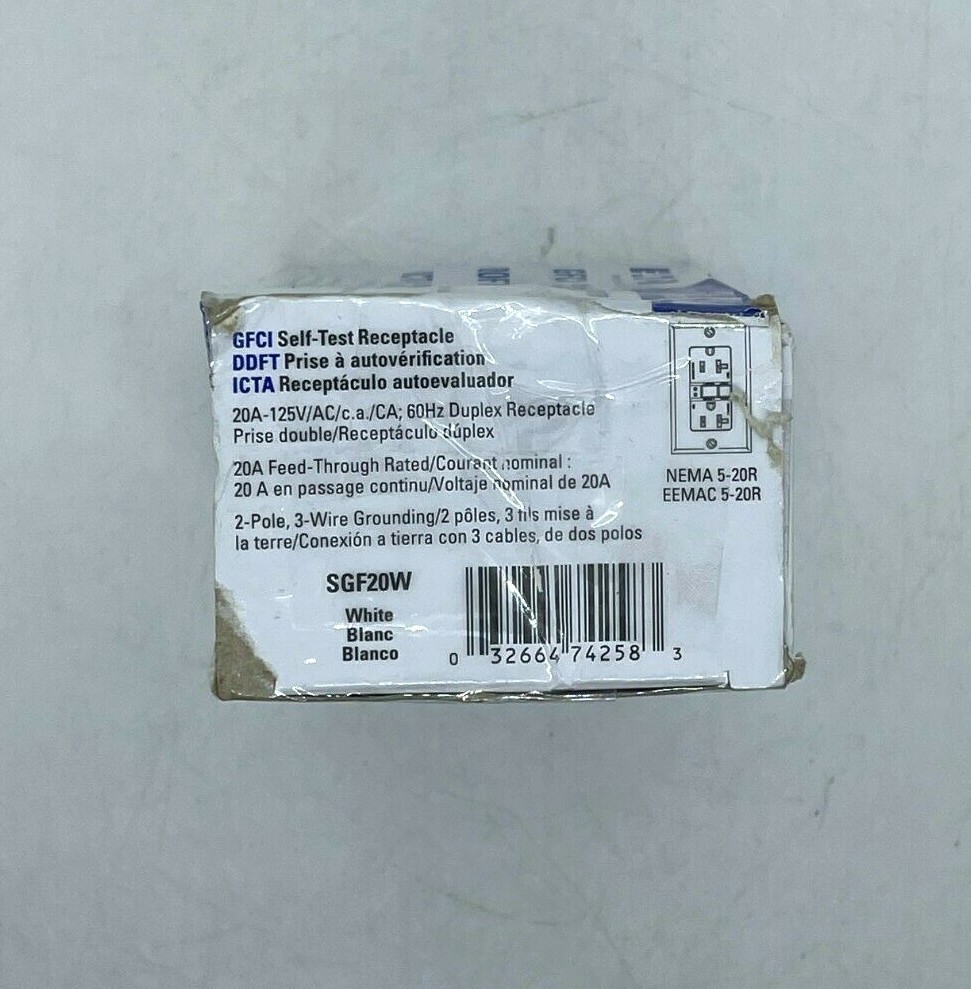 GFCI Self-Test Receptacle
DDFT Prise à autovérification
ICTA Receptáculo autoevaluador
20A-125V/AC/c.a./CA; 60Hz Duplex Receptacle
Prise double/Receptáculo dúplex
20A Feed-Through Rated/Courant nominal :
20 A en passage continu/Voltaje nominal de 20A
2-Pole, 3-Wire Grounding/2 pôles, 3 fils mise à
la terre/Conexión a tierra con 3 cables, de dos polos
NEMA 5-20R
EEMAC 5-20R
SGF20W
White
Blanc
Blanco
0 32664 74258 3